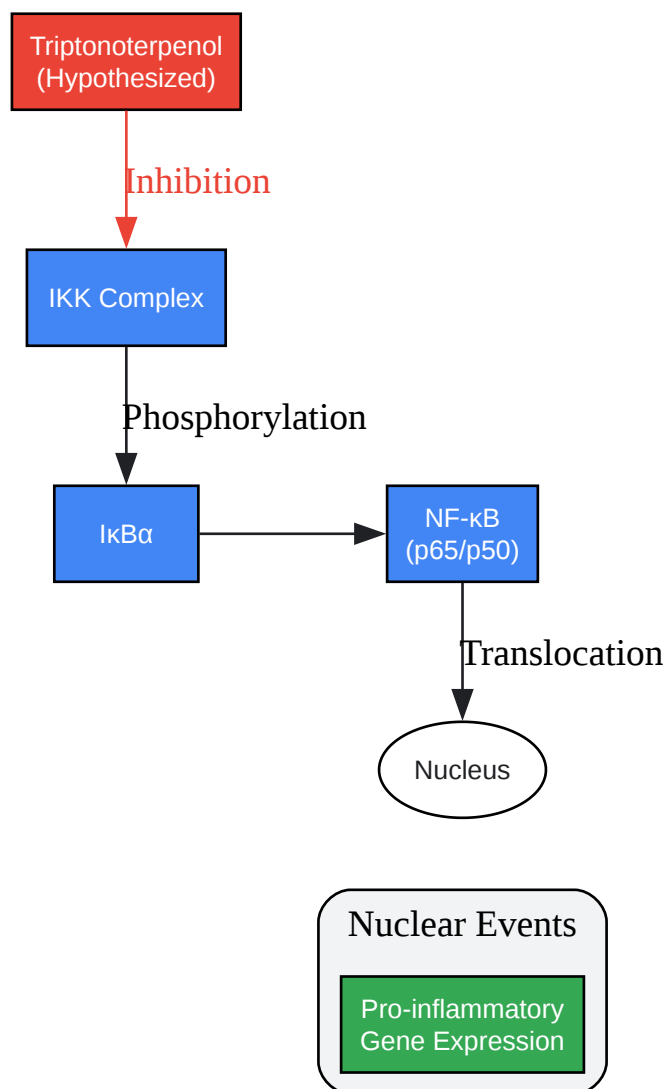 Triptonoterpenol
(Hypothesized)
Inhibition
IKK Complex
Phosphorylation
IκBα
NF-κB
(p65/p50)
Translocation
Nucleus
Nuclear Events
Pro-inflammatory
Gene Expression